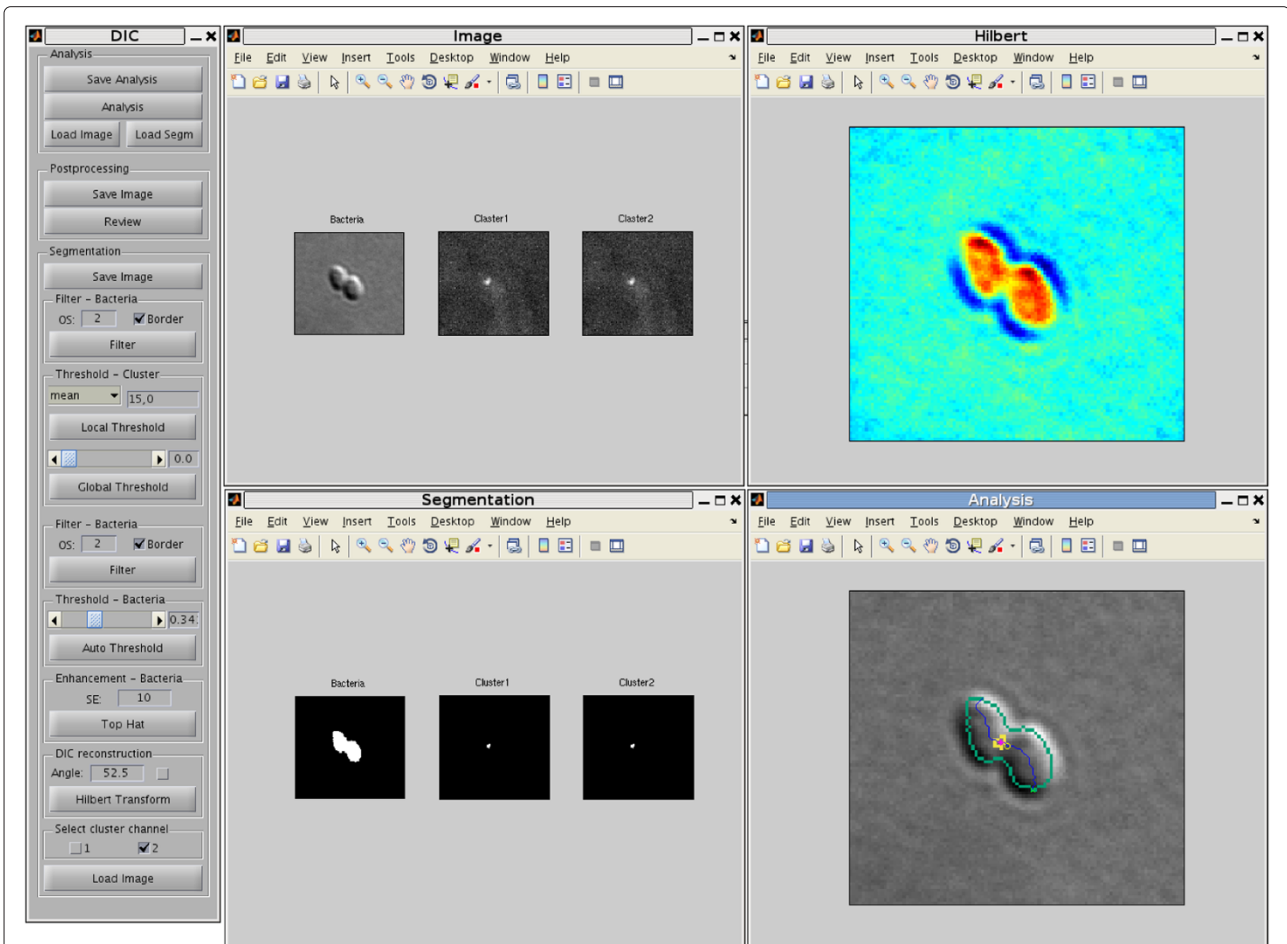 DIC
Analysis
Save Analysis
Analysis
Load Image Load Segm
Postprocessing
Save Image
Review
Segmentation
Save Image
Filter - Bacteria
OS: 2 Border
Filter
Threshold - Cluster
mean 15,0
Local Threshold
0.0
Global Threshold
Filter - Bacteria
OS: 2 Border
Filter
Threshold - Bacteria
0.34
Auto Threshold
Enhancement - Bacteria
SE: 10
Top Hat
DIC reconstruction
Angle: 52.5
Hilbert Transform
Select cluster channel
1 2
Load Image
Image
File Edit View Insert Tools Desktop Window Help
Bacteria Claster1 Claster2
Hilbert
File Edit View Insert Tools Desktop Window Help
Segmentation
File Edit View Insert Tools Desktop Window Help
Bacteria Cluster1 Cluster2
Analysis
File Edit View Insert Tools Desktop Window Help